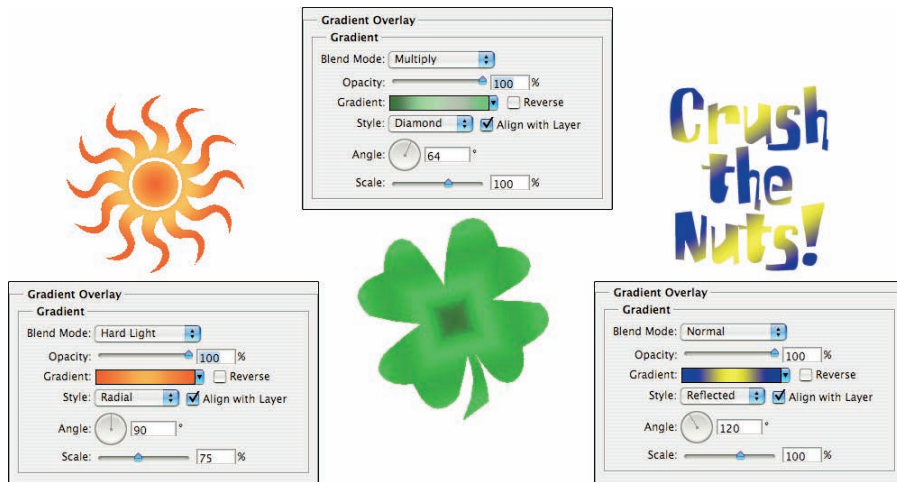 Gradient Overlay
Gradient
Blend Mode: Multiply
Opacity: 100 %
Gradient: Reverse
Style: Diamond Align with Layer
Angle: 64 °
Scale: 100 %
Crush
the
Nuts!
Gradient Overlay
Gradient
Blend Mode: Hard Light
Opacity: 100 %
Gradient: Reverse
Style: Radial Align with Layer
Angle: 90 °
Scale: 75 %
Gradient Overlay
Gradient
Blend Mode: Normal
Opacity: 100 %
Gradient: Reverse
Style: Reflected Align with Layer
Angle: 120 °
Scale: 100 %